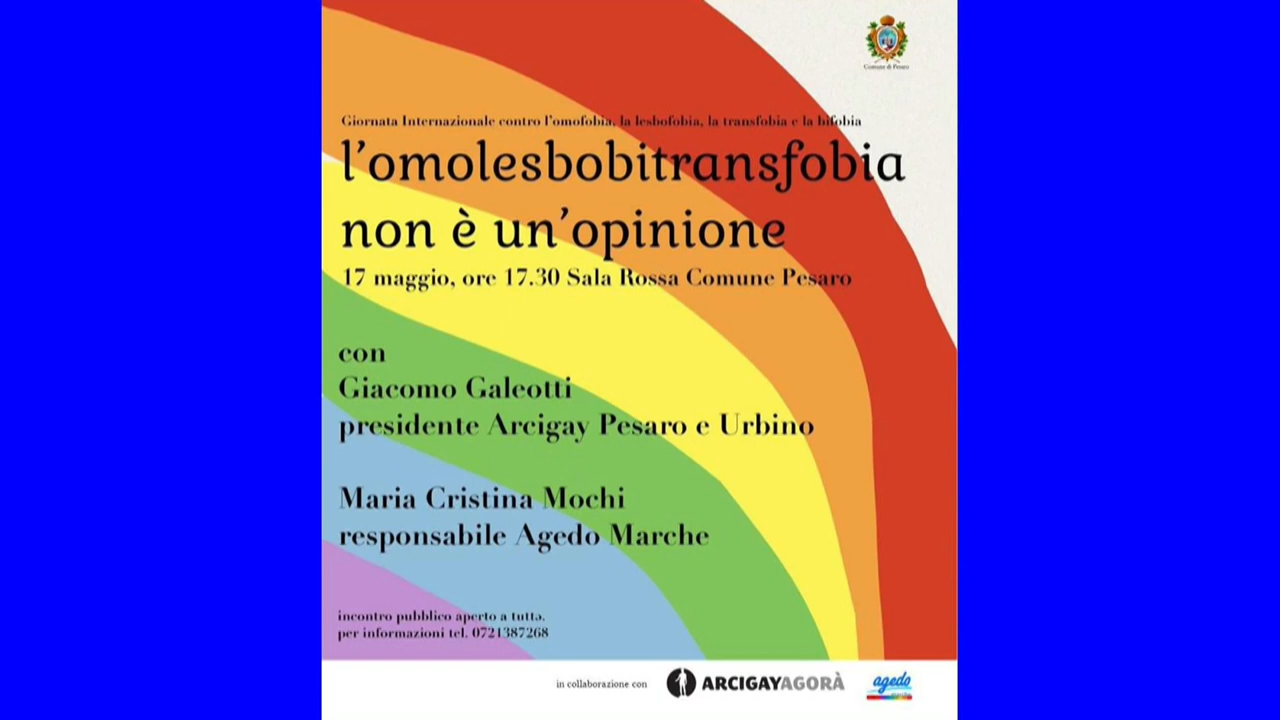 Comune di Pesaro
Giornata Internazionale contro l'omofobia, la lesbofobia, la transfobia e la bifobia
l'omolesbobitransfobia
non è un'opinione
17 maggio, ore 17.30 Sala Rossa Comune Pesaro
con
Giacomo Galeotti
presidente Arcigay Pesaro e Urbino
Maria Cristina Mochi
responsabile Agedo Marche
incontro pubblico aperto a tuttə.
per informazioni tel. 0721387268
in collaborazione con ARCIGAYAGORÀ agedo